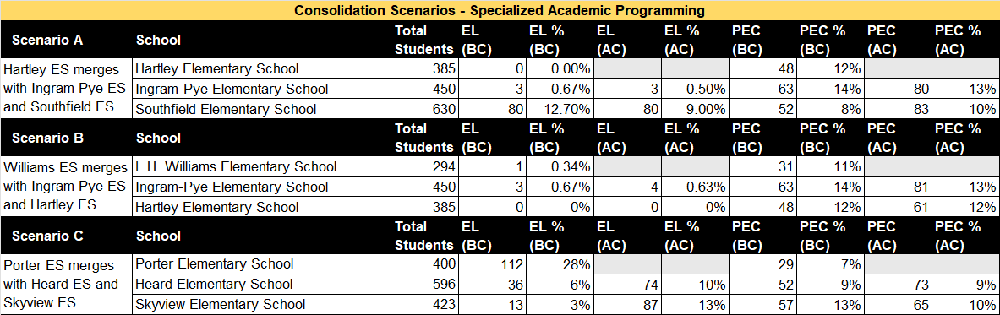 Consolidation Scenarios - Specialized Academic Programming
Scenario A School Total Students EL (BC) EL % (BC) EL (AC) EL % (AC) PEC (BC) PEC % (BC) PEC (AC) PEC % (AC)
Hartley ES merges with Ingram Pye ES and Southfield ES
Hartley Elementary School 385 0 0.00% 48 12%
Ingram-Pye Elementary School 450 3 0.67% 3 0.50% 63 14% 80 13%
Southfield Elementary School 630 80 12.70% 80 9.00% 52 8% 83 10%
Scenario B School Total Students EL (BC) EL % (BC) EL (AC) EL % (AC) PEC (BC) PEC % (BC) PEC (AC) PEC % (AC)
Williams ES merges with Ingram Pye ES and Hartley ES
L.H. Williams Elementary School 294 1 0.34% 31 11%
Ingram-Pye Elementary School 450 3 0.67% 4 0.63% 63 14% 81 13%
Hartley Elementary School 385 0 0% 0 0% 48 12% 61 12%
Scenario C School Total Students EL (BC) EL % (BC) EL (AC) EL % (AC) PEC (BC) PEC % (BC) PEC (AC) PEC % (AC)
Porter ES merges with Heard ES and Skyview ES
Porter Elementary School 400 112 28% 29 7%
Heard Elementary School 596 36 6% 74 10% 52 9% 73 9%
Skyview Elementary School 423 13 3% 87 13% 57 13% 65 10%